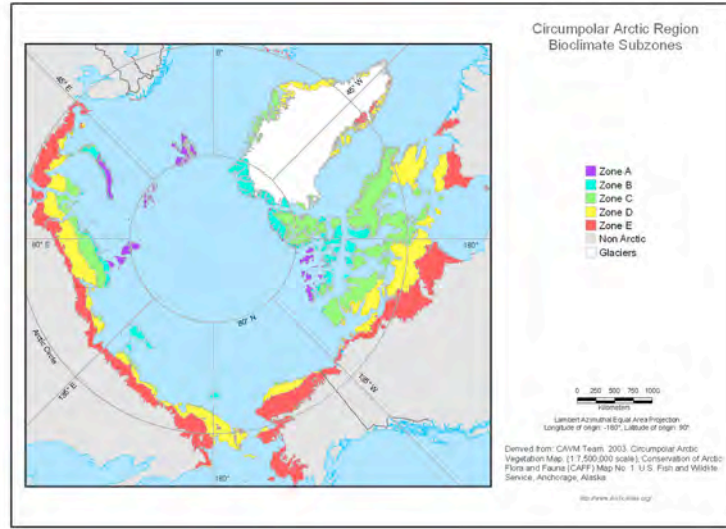 Circumpolar Arctic Region
Bioclimate Subzones
0°
45° E
45° W
90° E
-180°
80° N
Arctic Circle
135° E
135° W
180°
Zone A
Zone B
Zone C
Zone D
Zone E
Non Arctic
Glaciers
0 250 500 750 1000
Kilometers
Lambert Azimuthal Equal Area Projection
Longitude of origin: -180°, Latitude of origin: 90°
Derived from: CAVM Team. 2003. Circumpolar Arctic
Vegetation Map. (1:7,500,000 scale), Conservation of Arctic
Flora and Fauna (CAFF) Map No. 1. U.S. Fish and Wildlife
Service, Anchorage, Alaska